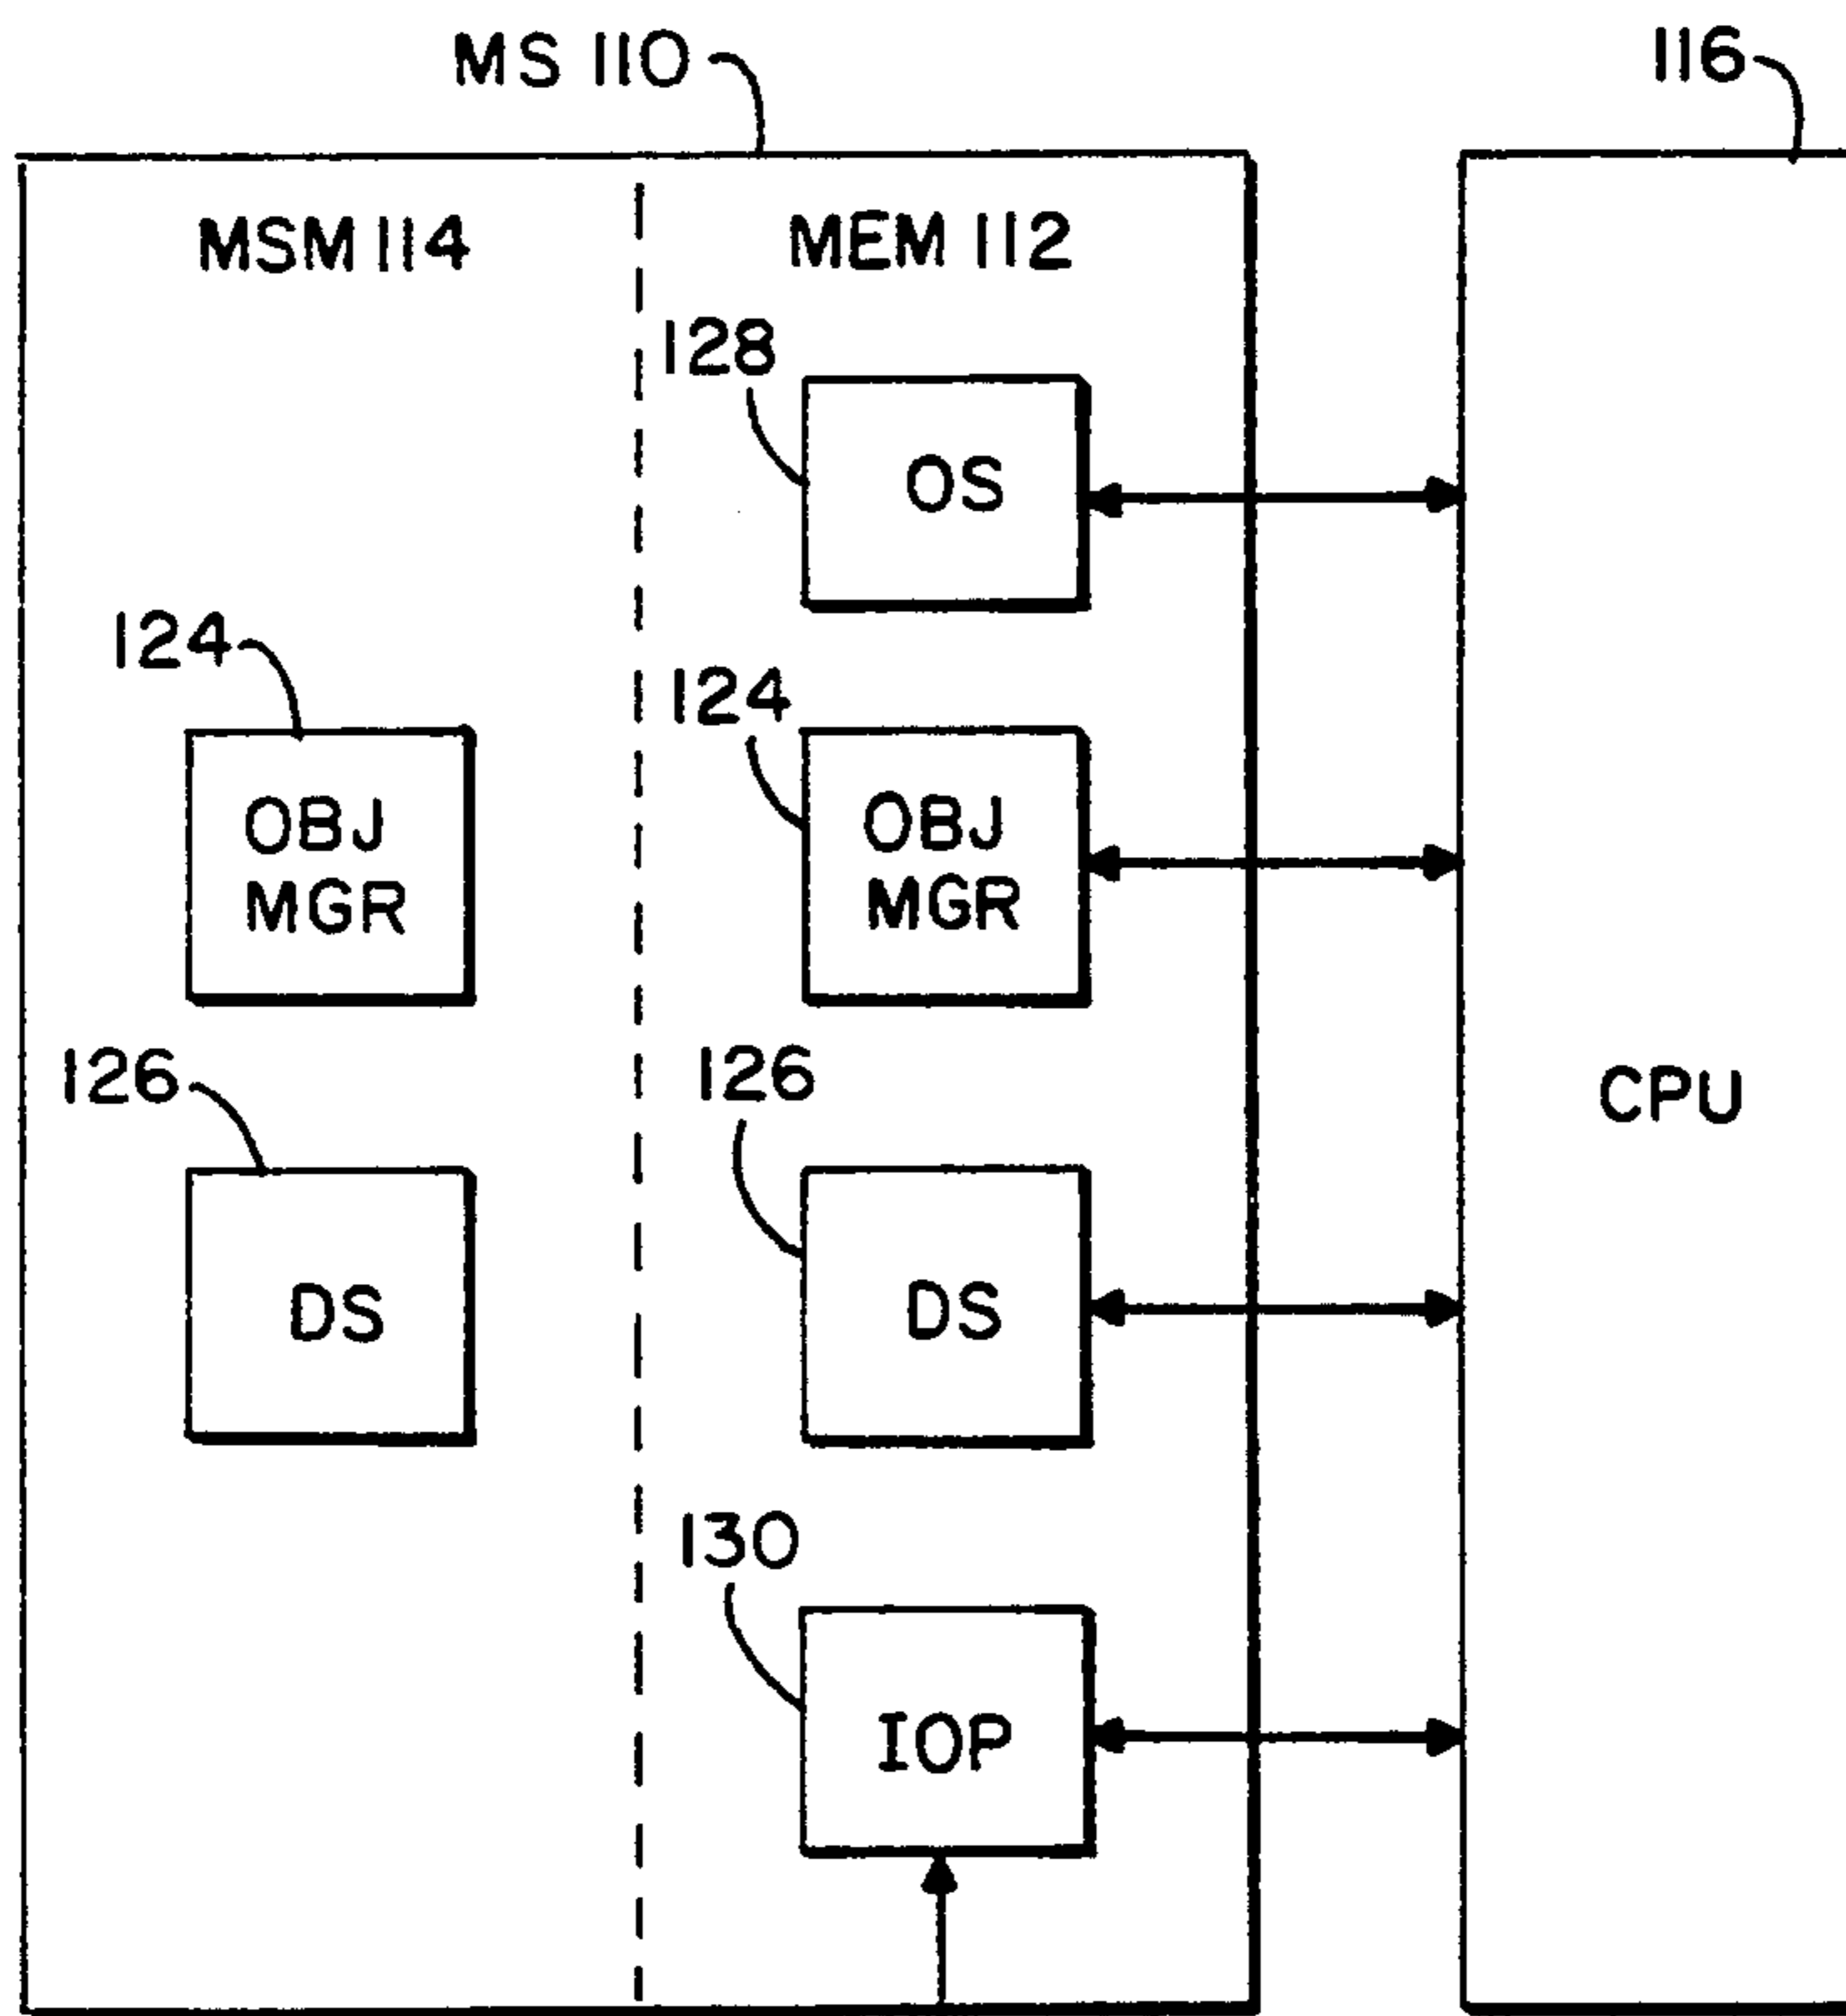 MS 110
116
MSM 114
MEM 112
128
OS
124
124
OBJ
MGR
OBJ
MGR
126
126
CPU
DS
DS
130
IOP